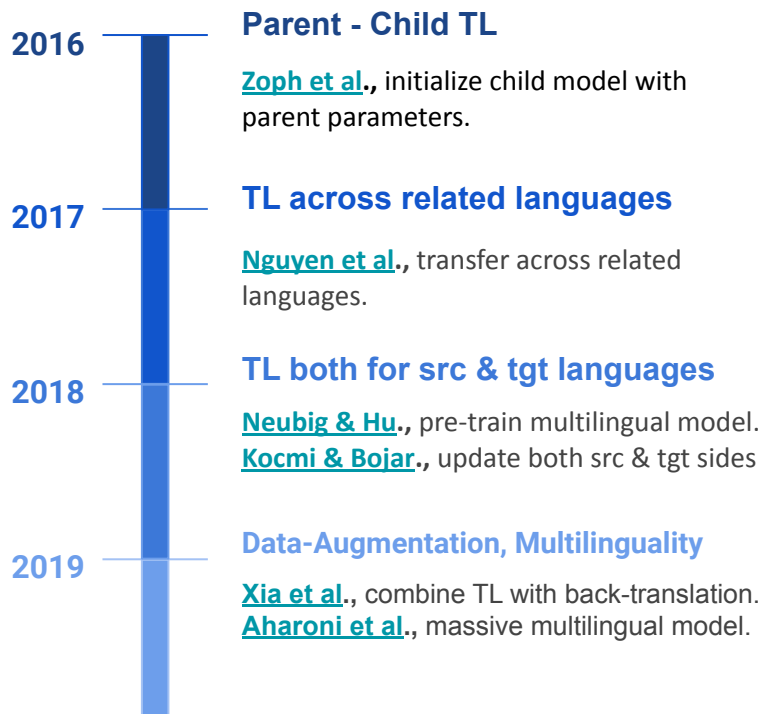 2016
Parent - Child TL
Zoph et al., initialize child model with
parent parameters.
2017
TL across related languages
Nguyen et al., transfer across related
languages.
2018
TL both for src & tgt languages
Neubig & Hu., pre-train multilingual model.
Kocmi & Bojar., update both src & tgt sides
2019
Data-Augmentation, Multilinguality
Xia et al., combine TL with back-translation.
Aharoni et al., massive multilingual model.